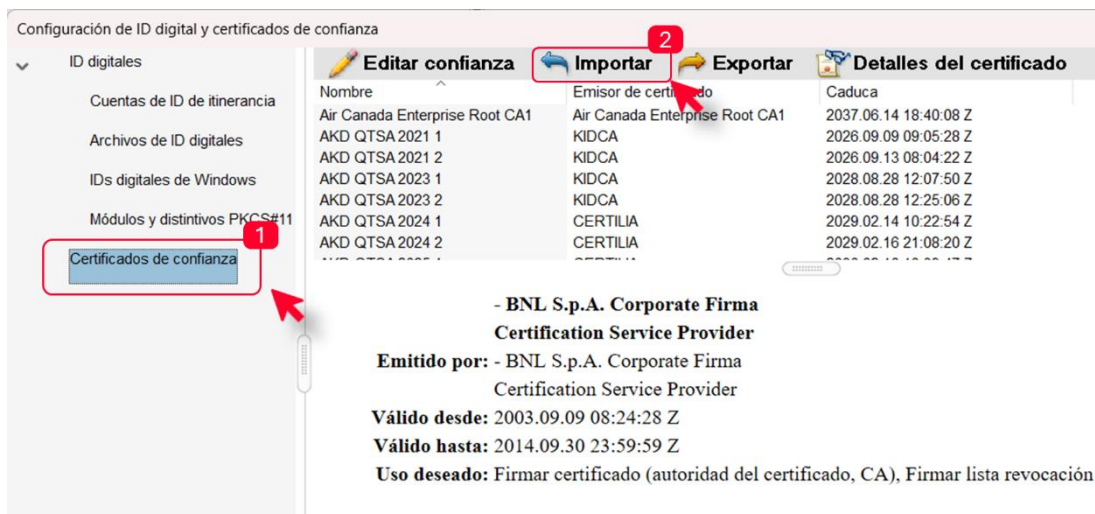 Configuración de ID digital y certificados de confianza
ID digitales
Cuentas de ID de itinerancia
Archivos de ID digitales
IDs digitales de Windows
Módulos y distintivos PKCS#11
1
Certificados de confianza
2
Editar confianza Importar Exportar Detalles del certificado
Nombre Emisor de certificado Caduca
Air Canada Enterprise Root CA1 Air Canada Enterprise Root CA1 2037.06.14 18:40:08 Z
AKD QTSA 2021 1 KIDCA 2026.09.09 09:05:28 Z
AKD QTSA 2021 2 KIDCA 2026.09.13 08:04:22 Z
AKD QTSA 2023 1 KIDCA 2028.08.28 12:07:50 Z
AKD QTSA 2023 2 KIDCA 2028.08.28 12:25:06 Z
AKD QTSA 2024 1 CERTILIA 2029.02.14 10:22:54 Z
AKD QTSA 2024 2 CERTILIA 2029.02.16 21:08:20 Z
- BNL S.p.A. Corporate Firma
Certification Service Provider
Emitido por: - BNL S.p.A. Corporate Firma
Certification Service Provider
Válido desde: 2003.09.09 08:24:28 Z
Válido hasta: 2014.09.30 23:59:59 Z
Uso deseado: Firmar certificado (autoridad del certificado, CA), Firmar lista revocación